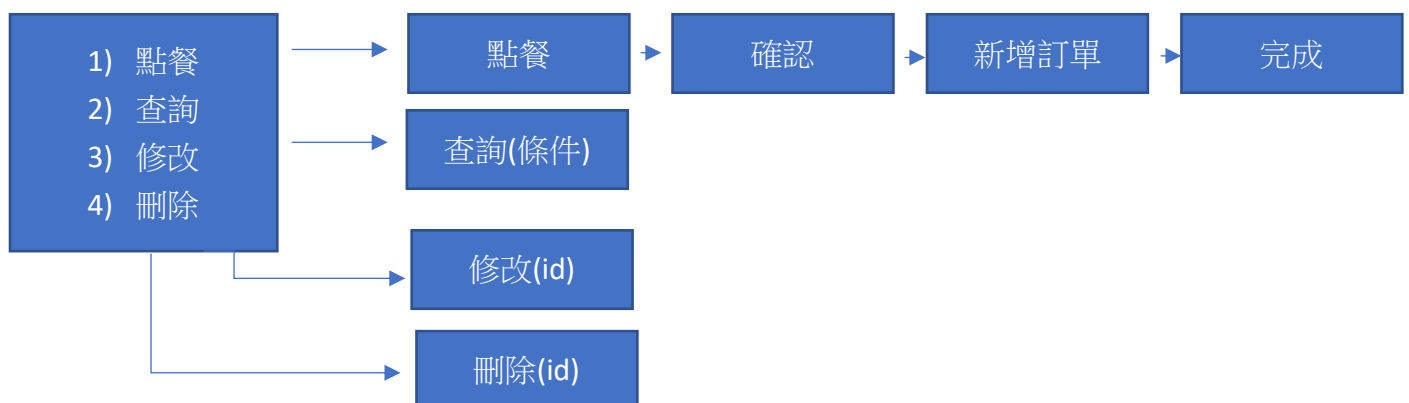 1) 點餐
2) 查詢
3) 修改
4) 刪除
點餐
確認
新增訂單
完成
查詢(條件)
修改(id)
刪除(id)